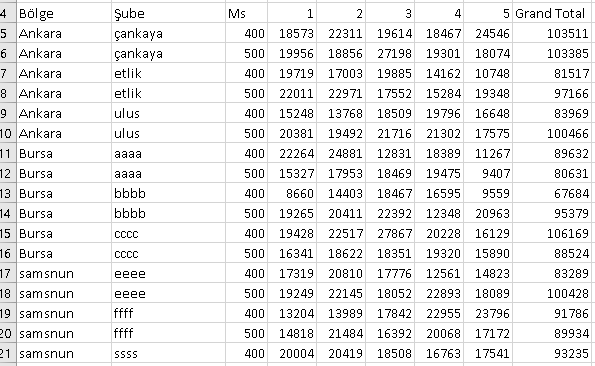 4 Bölge Şube Ms 1 2 3 4 5 Grand Total
5 Ankara çankaya 400 18573 22311 19614 18467 24546 103511
6 Ankara çankaya 500 19956 18856 27198 19301 18074 103385
7 Ankara etlik 400 19719 17003 19885 14162 10748 81517
8 Ankara etlik 500 22011 22971 17552 15284 19348 97166
9 Ankara ulus 400 15248 13768 18509 19796 16648 83969
10 Ankara ulus 500 20381 19492 21716 21302 17575 100466
11 Bursa aaaa 400 22264 24881 12831 18389 11267 89632
12 Bursa aaaa 500 15327 17953 18469 19475 9407 80631
13 Bursa bbbb 400 8660 14403 18467 16595 9559 67684
14 Bursa bbbb 500 19265 20411 22392 12348 20963 95379
15 Bursa cccc 400 19428 22517 27867 20228 16129 106169
16 Bursa cccc 500 16341 18622 18351 19320 15890 88524
17 samsnun eeee 400 17319 20810 17776 12561 14823 83289
18 samsnun eeee 500 19249 22145 18052 22893 18089 100428
19 samsnun ffff 400 13204 13989 17842 22955 23796 91786
20 samsnun ffff 500 14818 21484 16392 20068 17172 89934
21 samsnun ssss 400 20004 20419 18508 16763 17541 93235